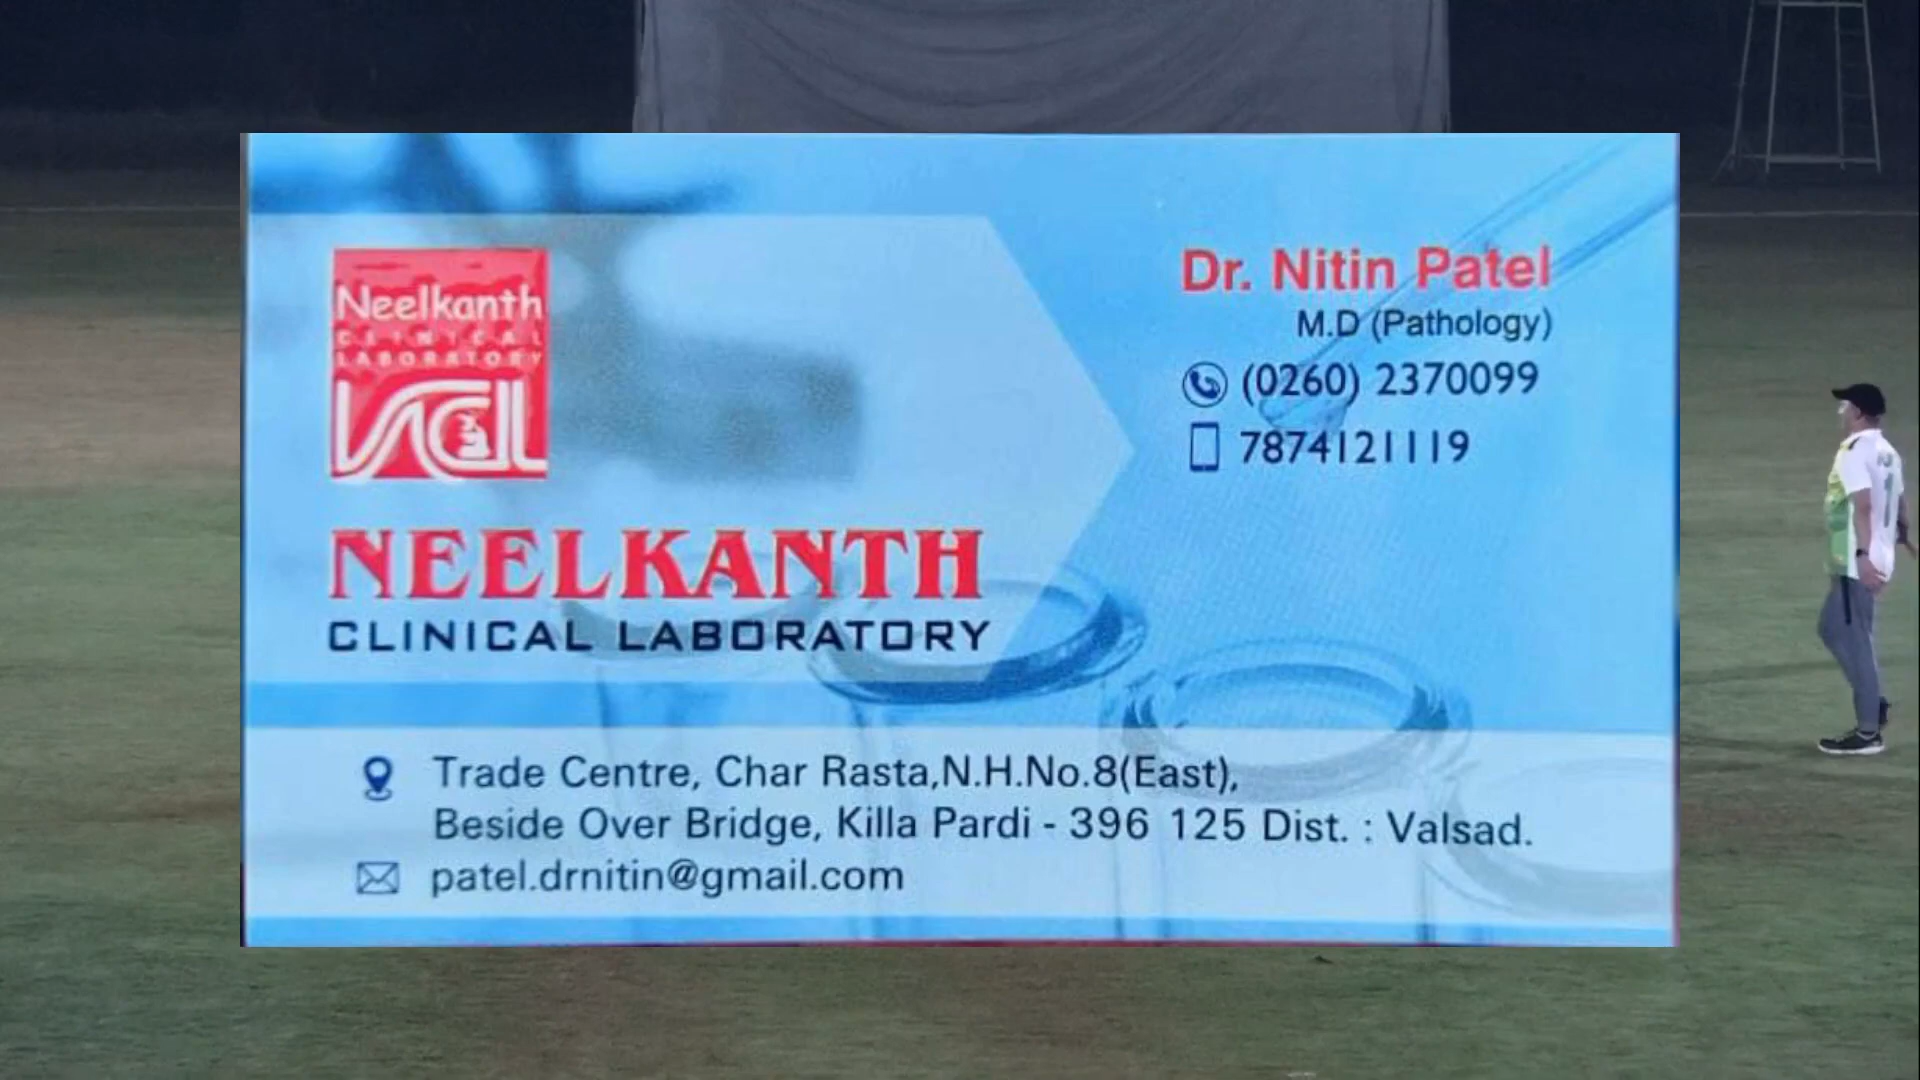 Neelkanth
CLINICAL
LABORATORY
NEELKANTH
CLINICAL LABORATORY
Dr. Nitin Patel
M.D (Pathology)
(0260) 2370099
7874121119
Trade Centre, Char Rasta,N.H.No.8(East),
Beside Over Bridge, Killa Pardi - 396 125 Dist. : Valsad.
patel.drnitin@gmail.com